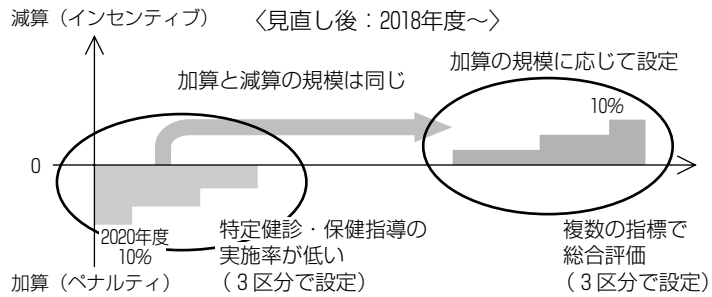 減算（インセンティブ）
〈見直し後：2018年度～〉
加算と減算の規模は同じ
加算の規模に応じて設定
10%
0
2020年度
10%
特定健診・保健指導の
実施率が低い
（３区分で設定）
複数の指標で
総合評価
（３区分で設定）
加算（ペナルティ）